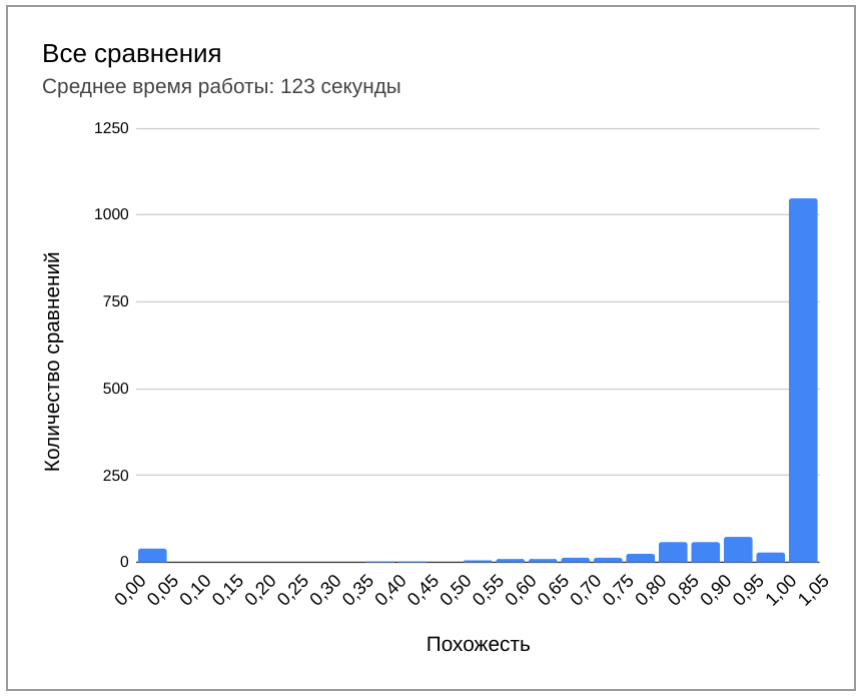 Все сравнения
Среднее время работы: 123 секунды
1250
1000
750
500
250
0
Количество сравнений
0,00 0,05 0,10 0,15 0,20 0,25 0,30 0,35 0,40 0,45 0,50 0,55 0,60 0,65 0,70 0,75 0,80 0,85 0,90 0,95 1,00 1,05
Похожесть